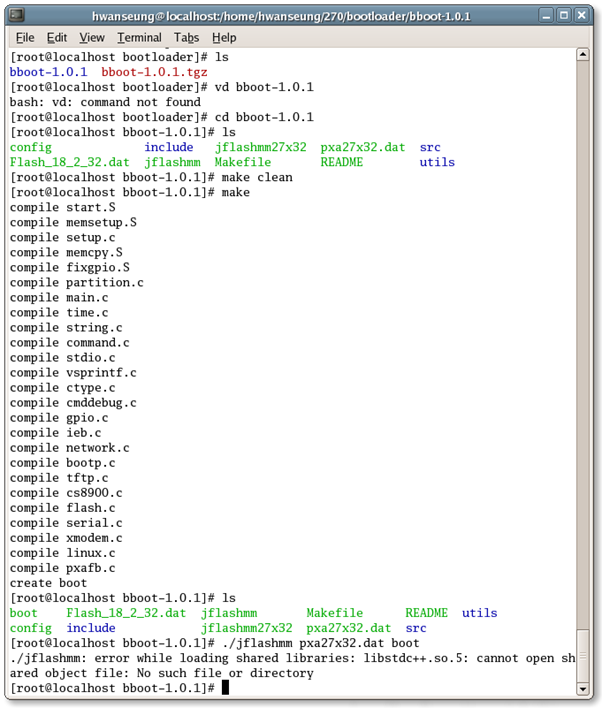 hwanseung@localhost:/home/hwanseung/270/bootloader/bboot-1.0.1
File Edit View Terminal Tabs Help
[root@localhost bootloader]# ls
bboot-1.0.1 bboot-1.0.1.tgz
[root@localhost bootloader]# vd bboot-1.0.1
bash: vd: command not found
[root@localhost bootloader]# cd bboot-1.0.1
[root@localhost bboot-1.0.1]# ls
config include jflashmm27x32 pxa27x32.dat src
Flash_18_2_32.dat jflashmm Makefile README utils
[root@localhost bboot-1.0.1]# make clean
[root@localhost bboot-1.0.1]# make
compile start.S
compile memsetup.S
compile setup.c
compile memcpy.S
compile fixgpio.S
compile partition.c
compile main.c
compile time.c
compile string.c
compile command.c
compile stdio.c
compile vsprintf.c
compile ctype.c
compile cmddebug.c
compile gpio.c
compile ieb.c
compile network.c
compile bootp.c
compile tftp.c
compile cs8900.c
compile flash.c
compile serial.c
compile xmodem.c
compile linux.c
compile pxafb.c
create boot
[root@localhost bboot-1.0.1]# ls
boot Flash_18_2_32.dat jflashmm Makefile README utils
config include jflashmm27x32 pxa27x32.dat src
[root@localhost bboot-1.0.1]# ./jflashmm pxa27x32.dat boot
./jflashmm: error while loading shared libraries: libstdc++.so.5: cannot open sh
ared object file: No such file or directory
[root@localhost bboot-1.0.1]#